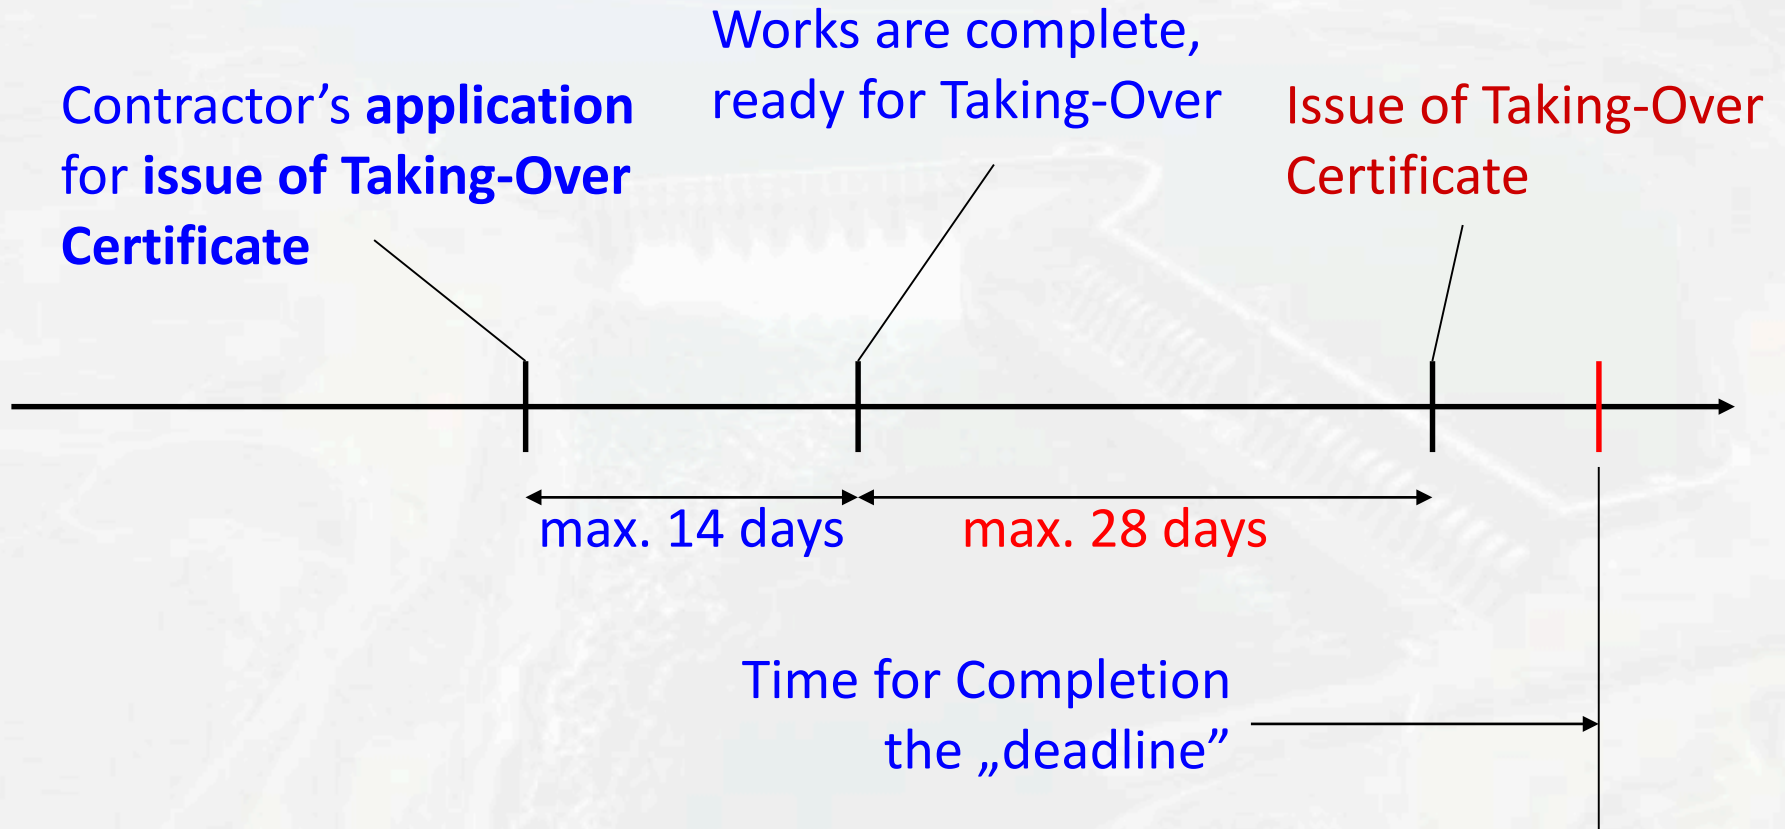 Works are complete,
ready for Taking-Over
Contractor’s application
for issue of Taking-Over
Certificate
Issue of Taking-Over
Certificate
max. 14 days
max. 28 days
Time for Completion
the „deadline”